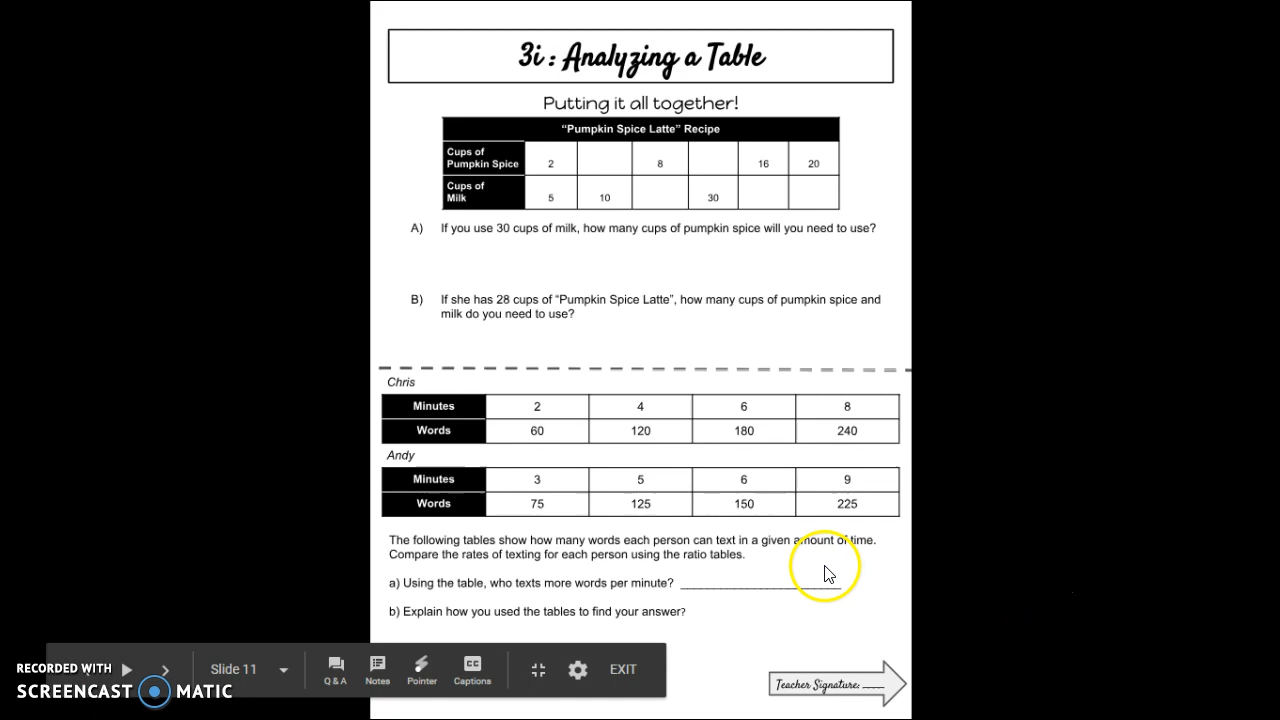 3i : Analyzing a Table
Putting it all together!
“Pumpkin Spice Latte” Recipe
Cups of Pumpkin Spice 2 8 16 20
Cups of Milk 5 10 30
A) If you use 30 cups of milk, how many cups of pumpkin spice will you need to use?
B) If she has 28 cups of “Pumpkin Spice Latte”, how many cups of pumpkin spice and
milk do you need to use?
Chris
Minutes 2 4 6 8
Words 60 120 180 240
Andy
Minutes 3 5 6 9
Words 75 125 150 225
The following tables show how many words each person can text in a given amount of time.
Compare the rates of texting for each person using the ratio tables.
a) Using the table, who texts more words per minute? ____________________
b) Explain how you used the tables to find your answer?
Teacher Signature: ____
Slide 11
Q & A Notes Pointer Captions
EXIT
RECORDED WITH
SCREENCAST MATIC